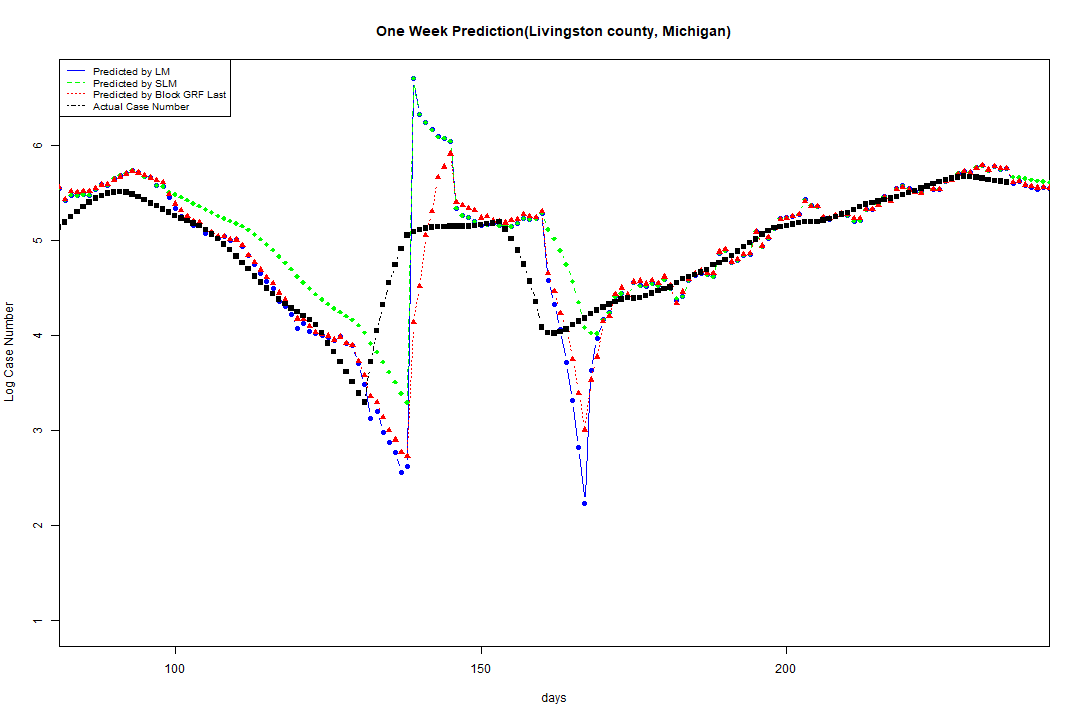 One Week Prediction(Livingston county, Michigan)
Predicted by LM
Predicted by SLM
Predicted by Block GRF Last
Actual Case Number
6
5
4
3
2
1
Log Case Number
100 150 200
days